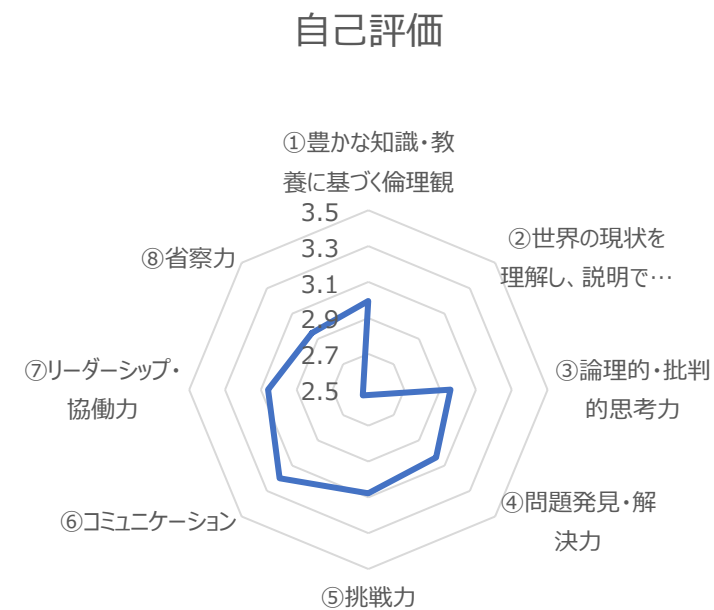 自己評価
①豊かな知識・教
養に基づく倫理観
②世界の現状を
理解し、説明で…
③論理的・批判
的思考力
④問題発見・解
決力
⑤挑戦力
⑥コミュニケーション
⑦リーダーシップ・
協働力
⑧省察力
3.5
3.3
3.1
2.9
2.7
2.5